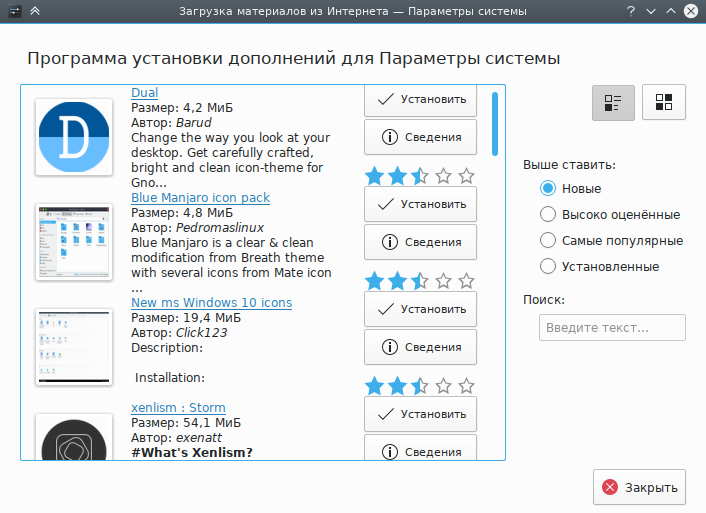 Загрузка материалов из Интернета — Параметры системы
Программа установки дополнений для Параметры системы
Dual
Размер: 4,2 МиБ
Автор: Barud
Change the way you look at your
desktop. Get carefully crafted,
bright and clean icon-theme for
Gno...
Установить
Сведения
Blue Manjaro icon pack
Размер: 4,8 МиБ
Автор: Pedromaslinux
Blue Manjaro is a clear & clean
modification from Breath theme
with several icons from Mate icon
...
Установить
Сведения
New ms Windows 10 icons
Размер: 19,4 МиБ
Автор: Click123
Description:
Installation:
Установить
Сведения
xenlism : Storm
Размер: 54,1 МиБ
Автор: exenatt
#What's Xenlism?
Установить
Сведения
D
Выше ставить:
Новые
Высоко оценённые
Самые популярные
Установленные
Поиск:
Введите текст...
Закрыть